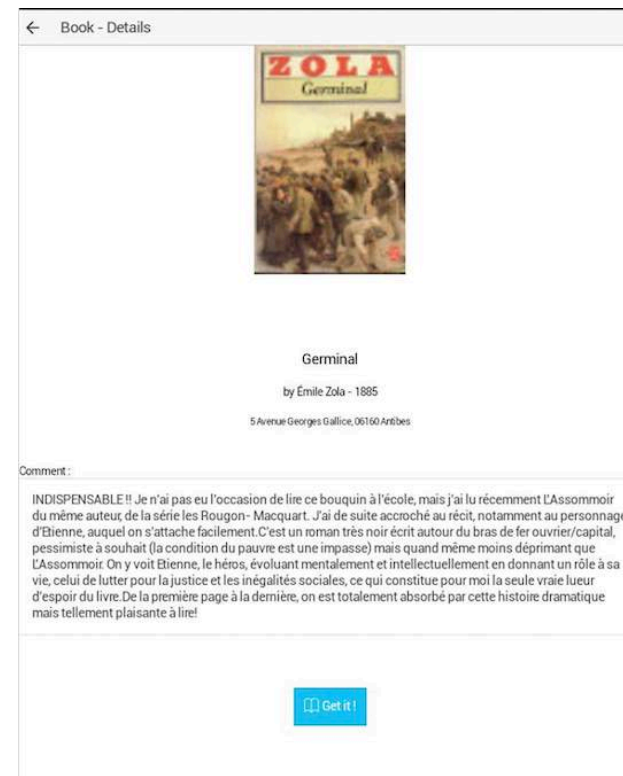 Book - Details
ZOLA
Germinal
Germinal
by Émile Zola - 1885
5 Avenue Georges Gallice, 06160 Antibes
Comment :
INDISPENSABLE !! Je n'ai pas eu l'occasion de lire ce bouquin à l'école, mais j'ai lu récemment L'Assommoir
du même auteur, de la série les Rougon- Macquart. J'ai de suite accroché au récit, notamment au personnage
d'Etienne, auquel on s'attache facilement.C'est un roman très noir écrit autour du bras de fer ouvrier/capital,
pessimiste à souhait (la condition du pauvre est une impasse) mais quand même moins déprimant que
L'Assommoir. On y voit Etienne, le héros, évoluant mentalement et intellectuellement en donnant un rôle à sa
vie, celui de lutter pour la justice et les inégalités sociales, ce qui constitue pour moi la seule vraie lueur
d'espoir du livre.De la première page à la dernière, on est totalement absorbé par cette histoire dramatique
mais tellement plaisante à lire!
Get it !